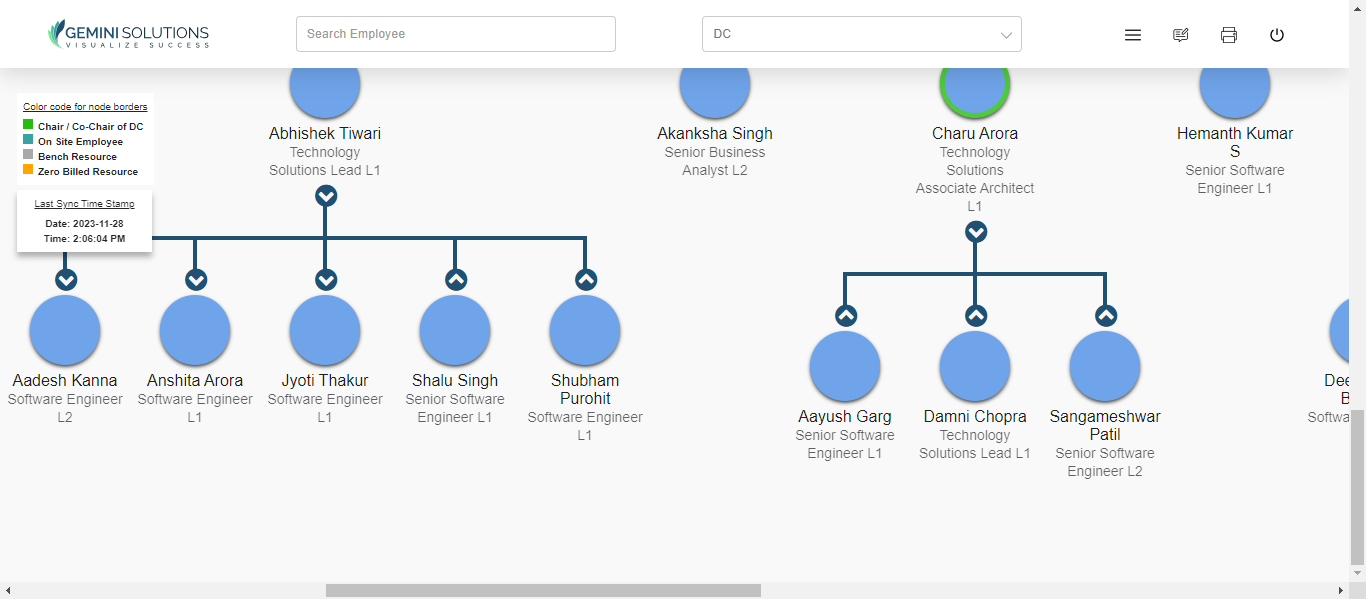 GEMINI SOLUTIONS
VISUALIZE SUCCESS
Search Employee
DC
Color code for node borders
Chair / Co-Chair of DC
On Site Employee
Bench Resource
Zero Billed Resource
Last Sync Time Stamp
Date: 2023-11-28
Time: 2:06:04 PM
Abhishek Tiwari
Technology
Solutions Lead L1
Akanksha Singh
Senior Business
Analyst L2
Charu Arora
Technology
Solutions
Associate Architect
L1
Hemanth Kumar
S
Senior Software
Engineer L1
Aadesh Kanna
Software Engineer
L2
Anshita Arora
Software Engineer
L1
Jyoti Thakur
Software Engineer
L1
Shalu Singh
Senior Software
Engineer L1
Shubham
Purohit
Software Engineer
L1
Aayush Garg
Senior Software
Engineer L1
Damni Chopra
Technology
Solutions Lead L1
Sangameshwar
Patil
Senior Software
Engineer L2